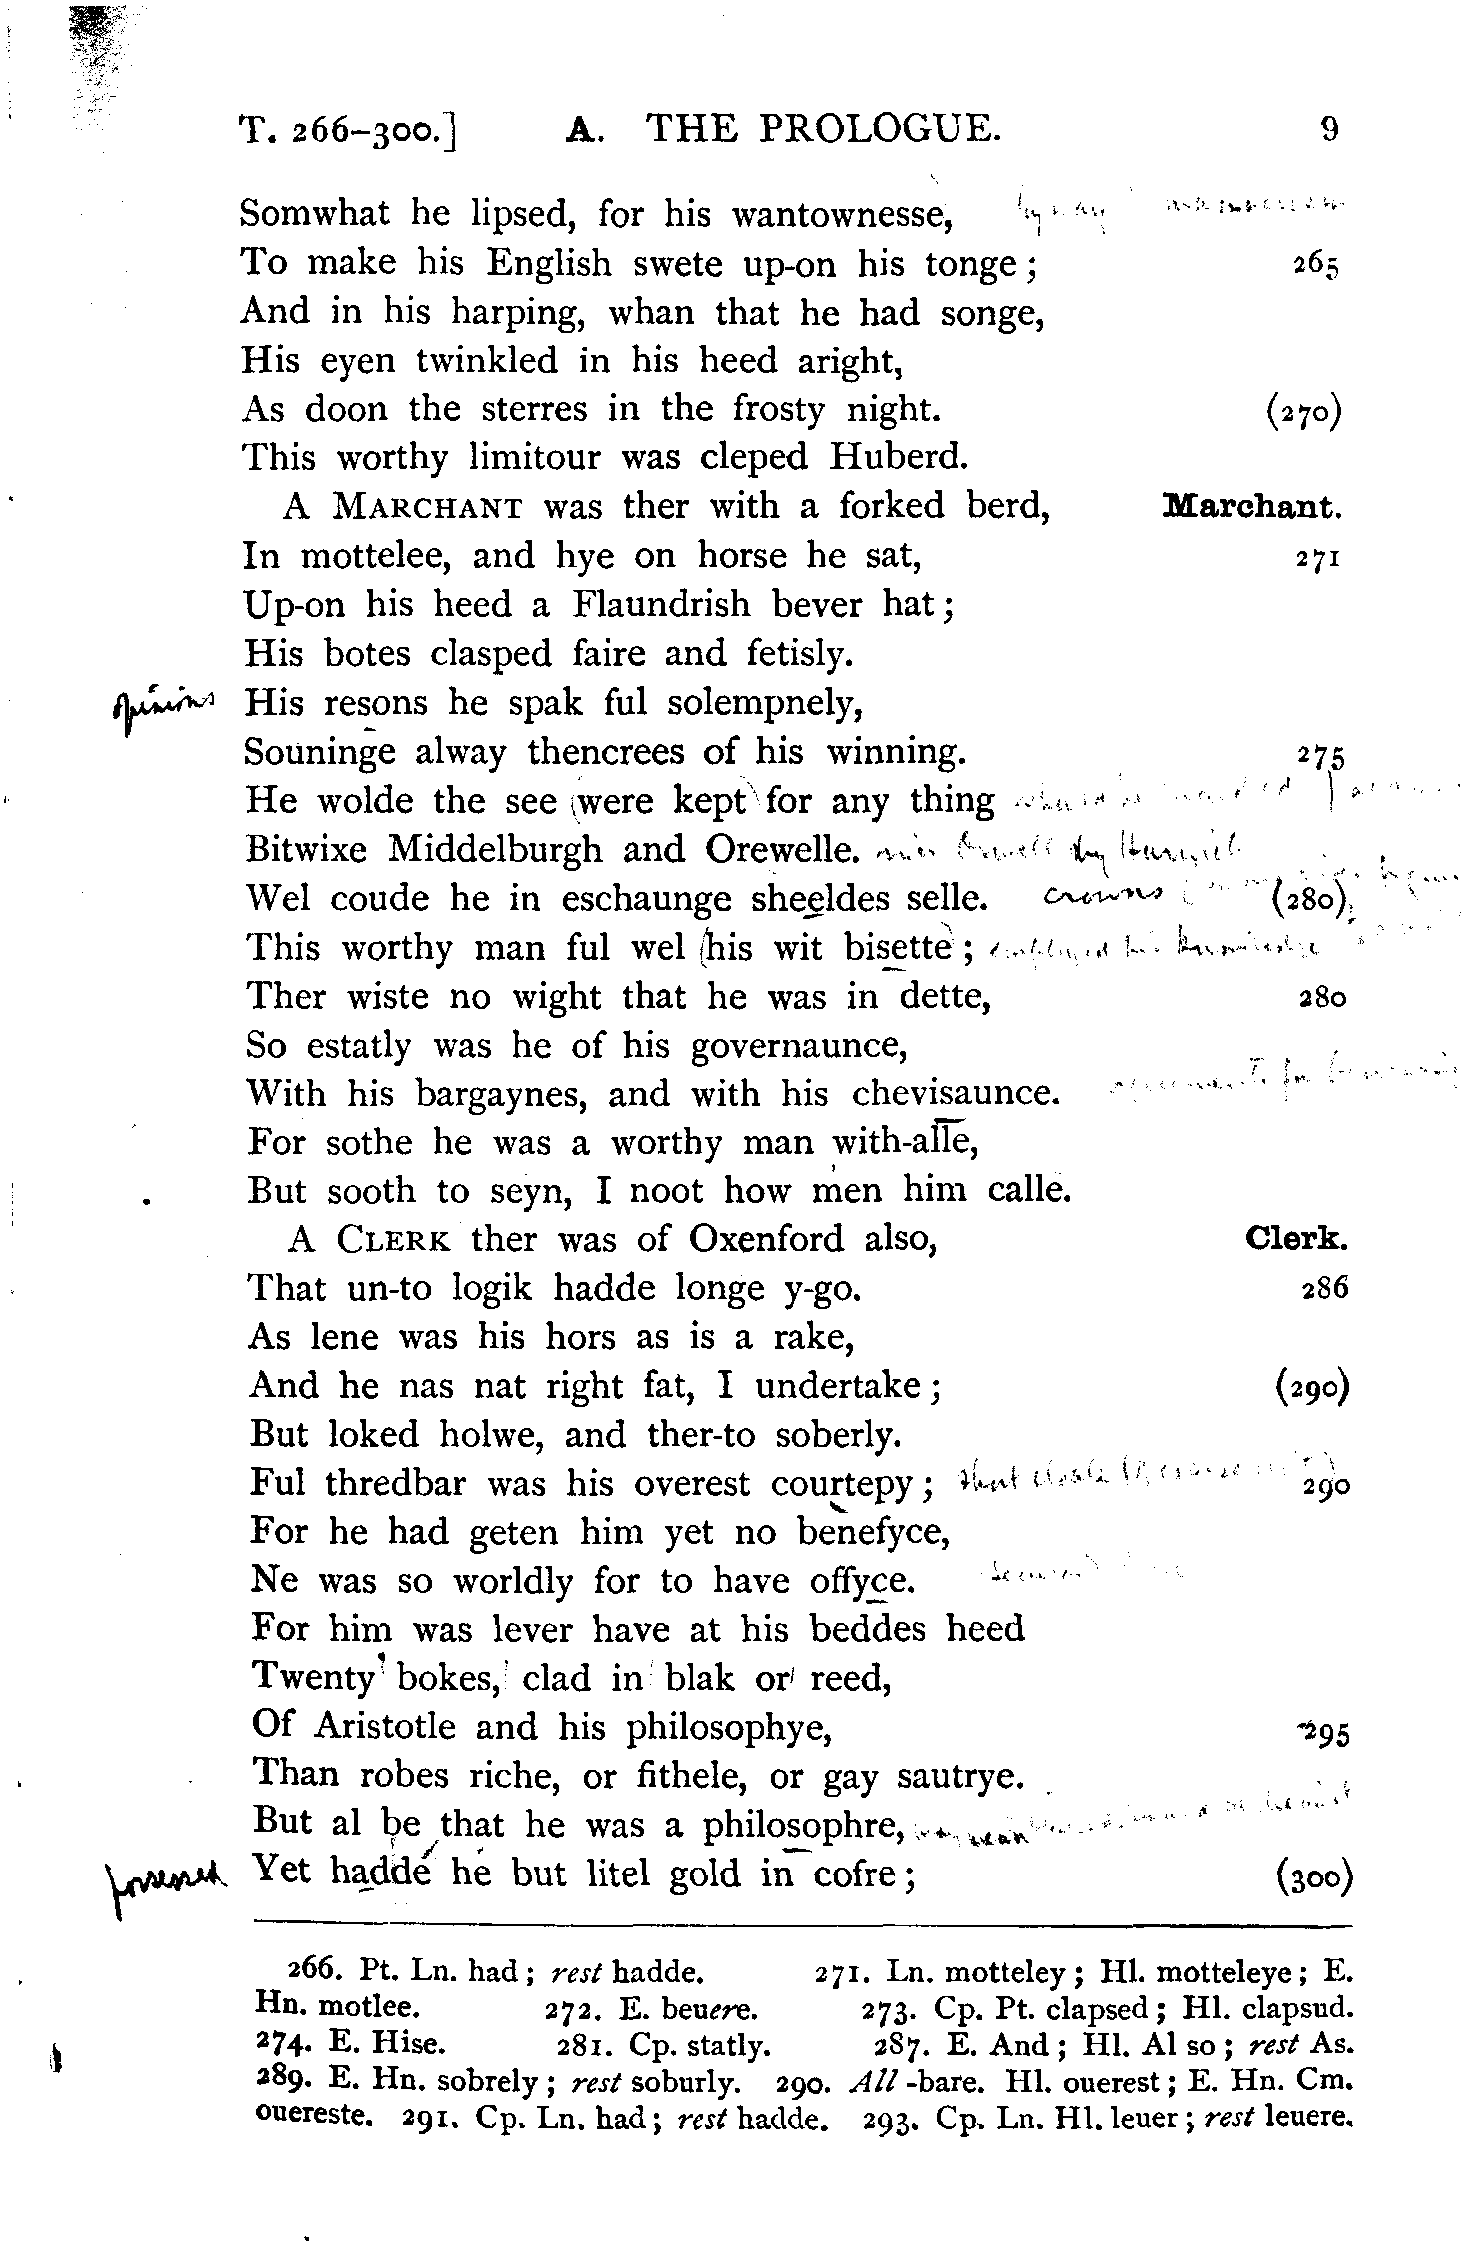 T. 266–300.] A. THE PROLOGUE. 9
Somwhat he lipsed, for his wantownesse,
To make his English swete up-on his tonge; 265
And in his harping, whan that he had songe,
His eyen twinkled in his heed aright,
As doon the sterres in the frosty night. (270)
This worthy limitour was cleped Huberd.
A MARCHANT was ther with a forked berd, Marchant.
In mottelee, and hye on horse he sat, 271
Up-on his heed a Flaundrish bever hat;
His botes clasped faire and fetisly.
opinions His resons he spak ful solempnely,
Souninge alway thencrees of his winning. 275
He wolde the see were kept for any thing
Bitwixe Middelburgh and Orewelle.
Wel coude he in eschaunge sheeldes selle. crowns (280)
This worthy man ful wel his wit bisette; employed his knowledge
Ther wiste no wight that he was in dette, 280
So estatly was he of his governaunce,
With his bargaynes, and with his chevisaunce.
For sothe he was a worthy man with-alle,
But sooth to seyn, I noot how men him calle.
A CLERK ther was of Oxenford also, Clerk.
That un-to logik hadde longe y-go. 286
As lene was his hors as is a rake,
And he nas nat right fat, I undertake; (290)
But loked holwe, and ther-to soberly.
Ful thredbar was his overest courtepy; short 290
For he had geten him yet no benefyce,
Ne was so worldly for to have offyce.
For him was lever have at his beddes heed
Twenty bokes, clad in blak or reed,
Of Aristotle and his philosophye, 295
Than robes riche, or fithele, or gay sautrye.
But al be that he was a philosophre,
Yet hadde he but litel gold in cofre; (300)
266. Pt. Ln. had; rest hadde. 271. Ln. motteley; Hl. motteleye; E.
Hn. motlee. 272. E. beuere. 273. Cp. Pt. clapsed; Hl. clapsud.
274. E. Hise. 281. Cp. statly. 287. E. And; Hl. Al so; rest As.
289. E. Hn. sobrely; rest soburly. 290. All -bare. Hl. ouerest; E. Hn. Cm.
ouereste. 291. Cp. Ln. had; rest hadde. 293. Cp. Ln. Hl. leuer; rest leuere.